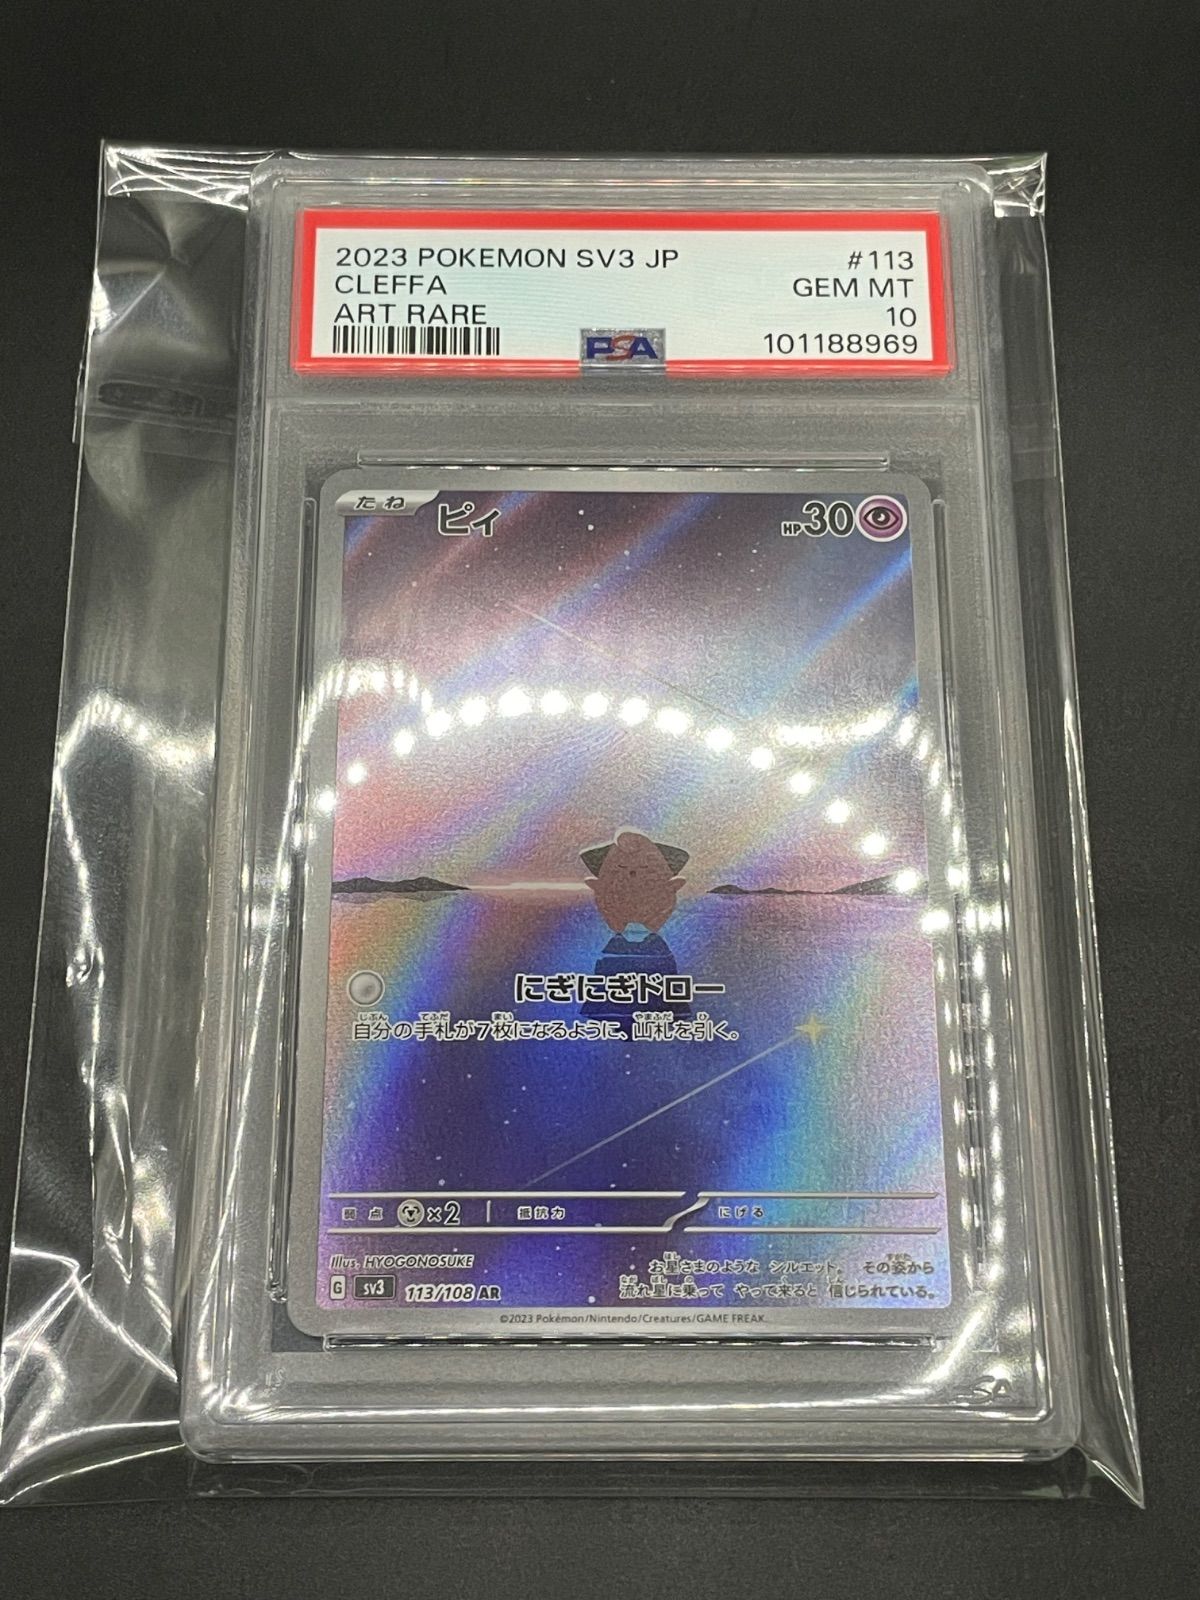 2023 POKEMON SV3 JP #113
CLEFFA GEM MT
ART RARE 10
PSA 101188969
たね ピィ HP30
にぎにぎドロー
自分の手札が7枚になるように、山札を引く。
弱点 ×2 抵抗力 にげる
Illus. HYOGONOSUKE
G SV3 113/108 AR
お星さまのような シルエット。 その姿から
流れ星に乗って やって来ると 信じられている。
©2023 Pokémon/Nintendo/Creatures/GAME FREAK.